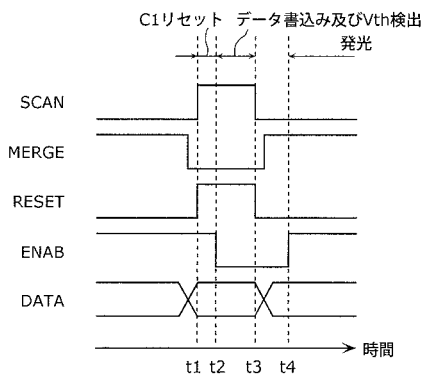 C1リセット データ書込み及びVth検出
発光
SCAN
MERGE
RESET
ENAB
DATA
時間
t1 t2 t3 t4